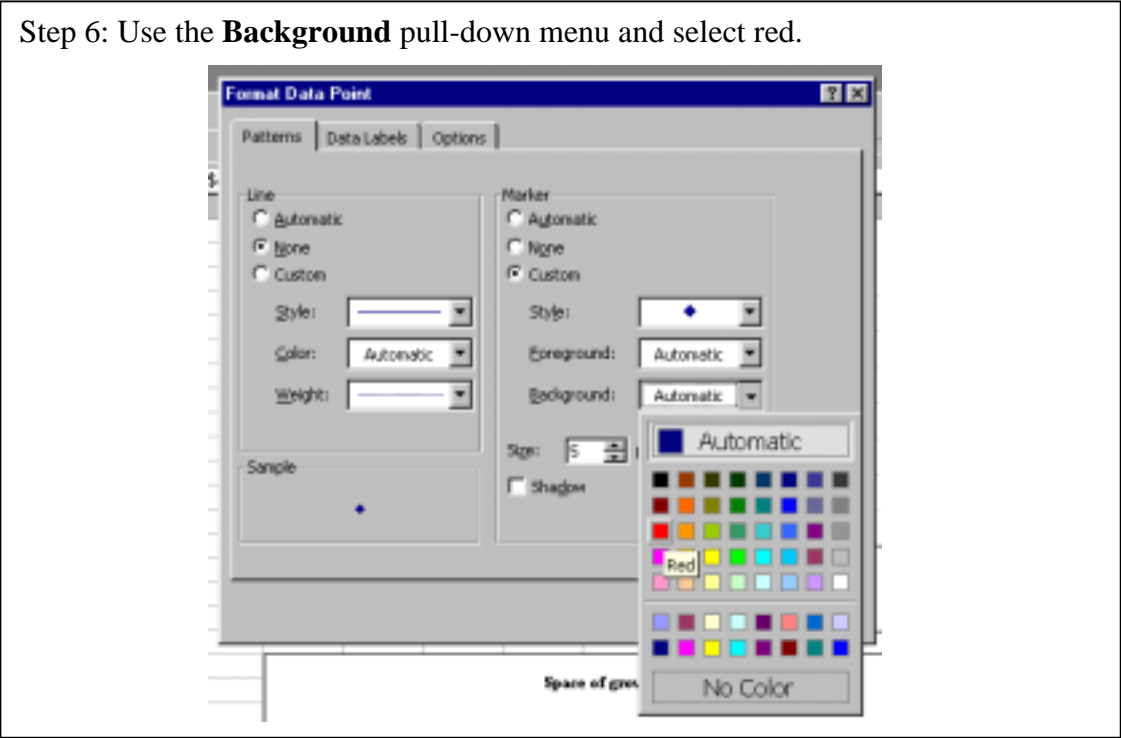 Step 6: Use the Background pull-down menu and select red.
Format Data Point
Patterns Data Labels Options
Line
Automatic
None
Custom
Style:
Color: Automatic
Weight:
Sample
Marker
Automatic
None
Custom
Style:
Foreground: Automatic
Background: Automatic
Size: 5
Shadow
Automatic
Red
No Color
Space of